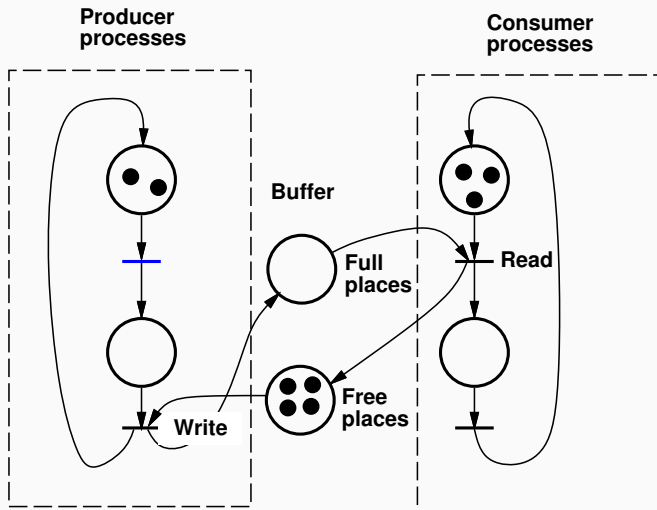 Producer
processes
Consumer
processes
Buffer
Full
places
Read
Free
places
Write